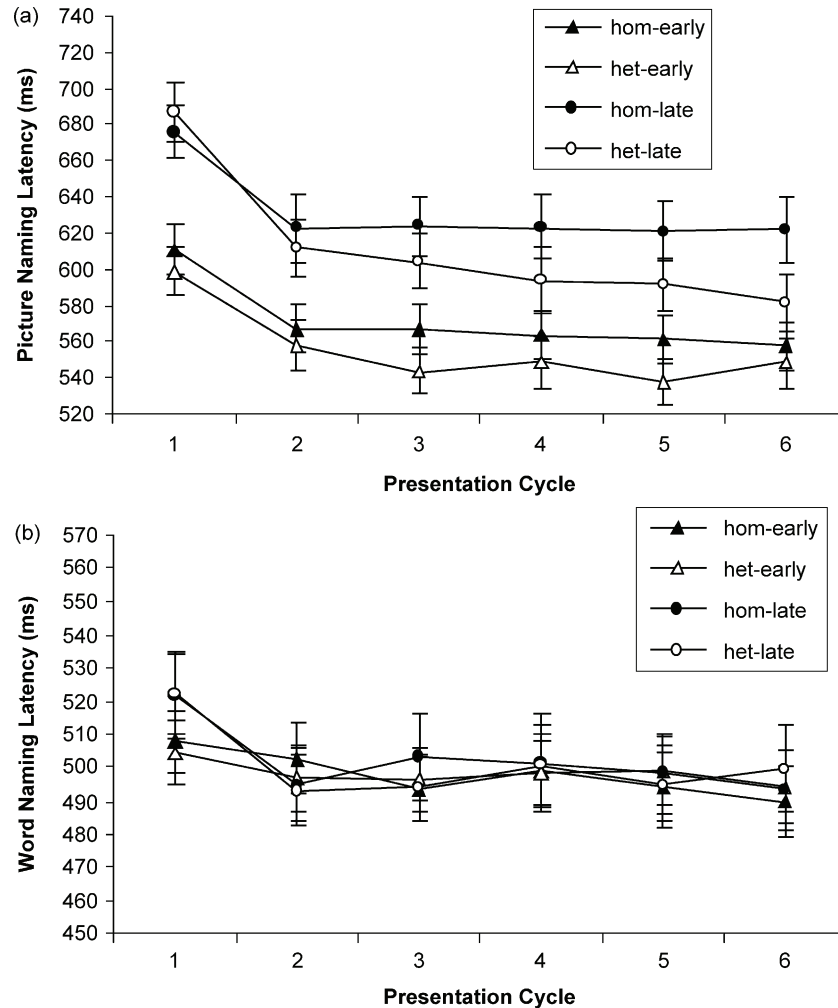 (a)
740
720
700
680
660
640
620
600
580
560
540
520
Picture Naming Latency (ms)
hom-early
het-early
hom-late
het-late
1 2 3 4 5 6
Presentation Cycle
(b)
570
560
550
540
530
520
510
500
490
480
470
460
450
Word Naming Latency (ms)
hom-early
het-early
hom-late
het-late
1 2 3 4 5 6
Presentation Cycle